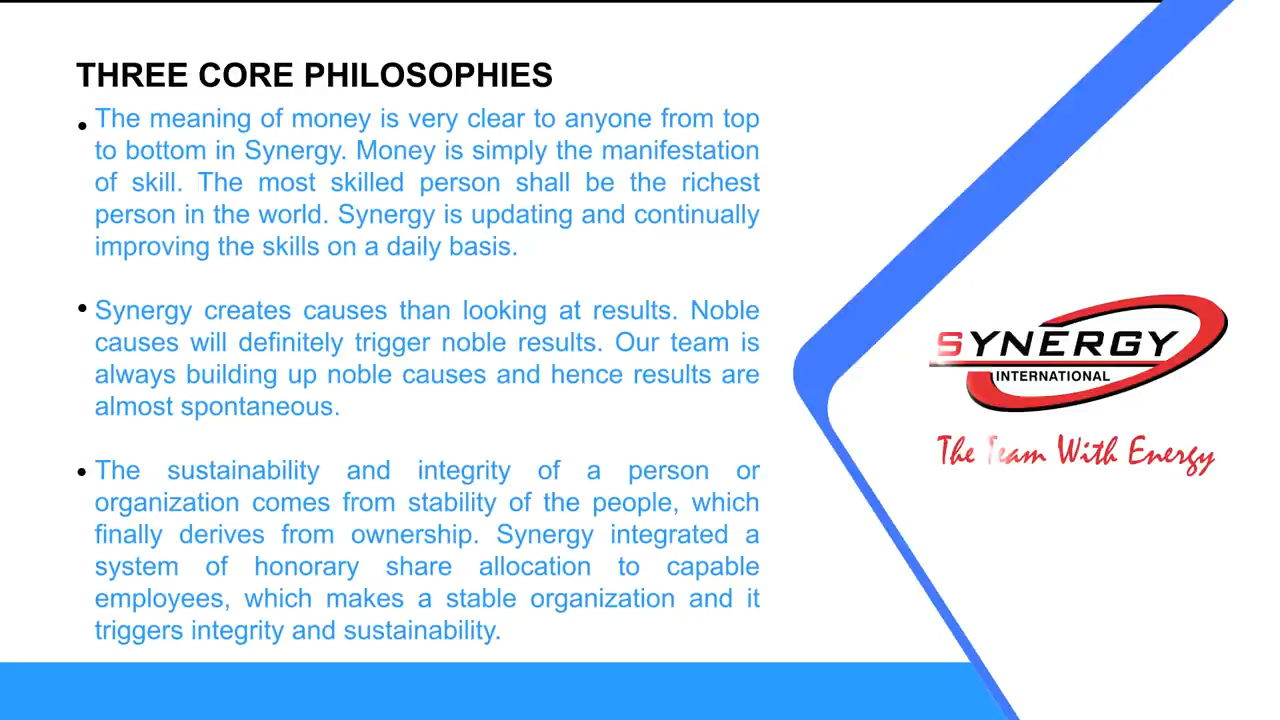 THREE CORE PHILOSOPHIES
• The meaning of money is very clear to anyone from top
to bottom in Synergy. Money is simply the manifestation
of skill. The most skilled person shall be the richest
person in the world. Synergy is updating and continually
improving the skills on a daily basis.
• Synergy creates causes than looking at results. Noble
causes will definitely trigger noble results. Our team is
always building up noble causes and hence results are
almost spontaneous.
• The sustainability and integrity of a person or
organization comes from stability of the people, which
finally derives from ownership. Synergy integrated a
system of honorary share allocation to capable
employees, which makes a stable organization and it
triggers integrity and sustainability.
SYNERGY
INTERNATIONAL
The Team With Energy